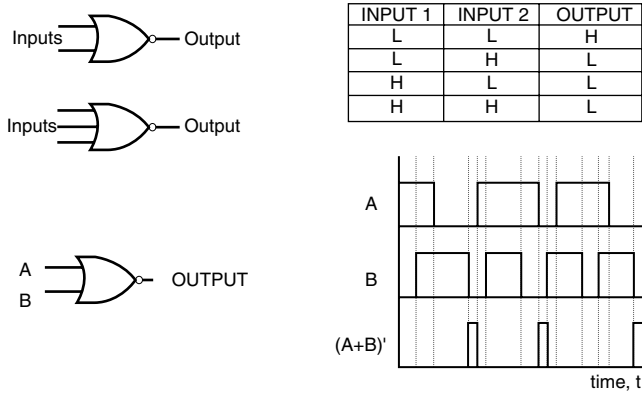 Inputs Output
Inputs Output
A
B
OUTPUT
INPUT 1 INPUT 2 OUTPUT
L L H
L H L
H L L
H H L
A
B
(A+B)'
time, t